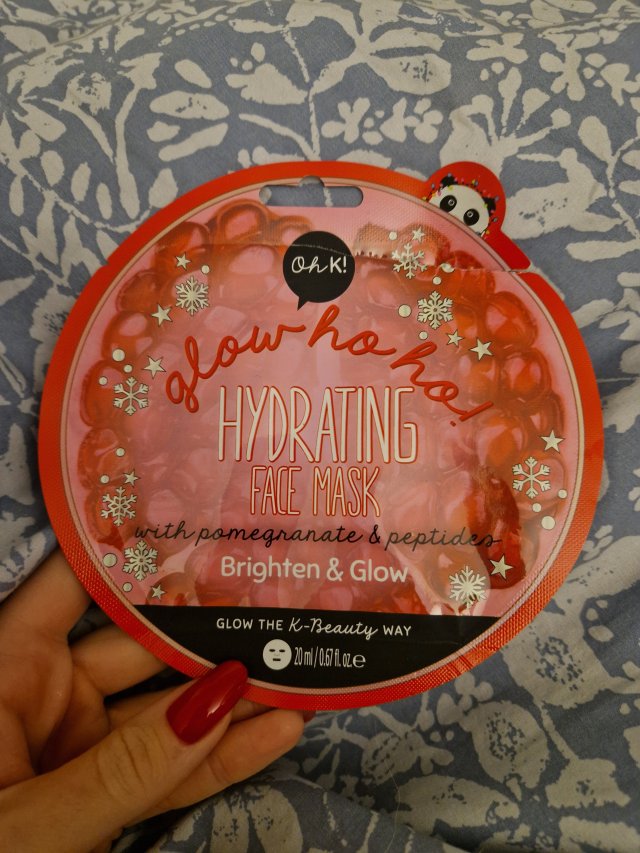 Oh K!
glow ho ho ho!
HYDRATING
FACE MASK
with pomegranate & peptides
Brighten & Glow
GLOW THE K-Beauty WAY
20 ml / 0.67 fl. oz e